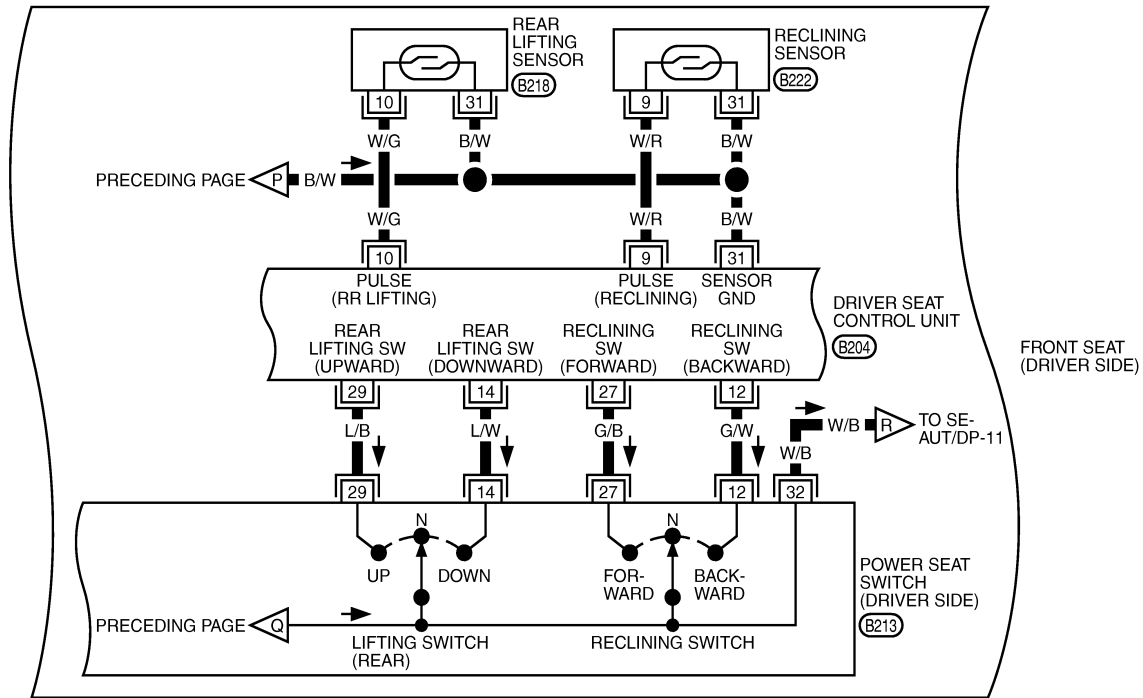 REAR
LIFTING
SENSOR
B218
RECLINING
SENSOR
B222
10
31
9
31
W/G
B/W
W/R
B/W
PRECEDING PAGE
P
B/W
W/G
W/R
B/W
10
9
31
PULSE
(RR LIFTING)
PULSE
(RECLINING)
SENSOR
GND
DRIVER SEAT
CONTROL UNIT
B204
REAR
LIFTING SW
(UPWARD)
REAR
LIFTING SW
(DOWNWARD)
RECLINING
SW
(FORWARD)
RECLINING
SW
(BACKWARD)
FRONT SEAT
(DRIVER SIDE)
29
14
27
12
L/B
L/W
G/B
G/W
W/B
R
TO SE-
AUT/DP-11
W/B
29
14
27
12
32
N
N
UP
DOWN
FOR-
WARD
BACK-
WARD
POWER SEAT
SWITCH
(DRIVER SIDE)
B213
PRECEDING PAGE
Q
LIFTING SWITCH
(REAR)
RECLINING SWITCH